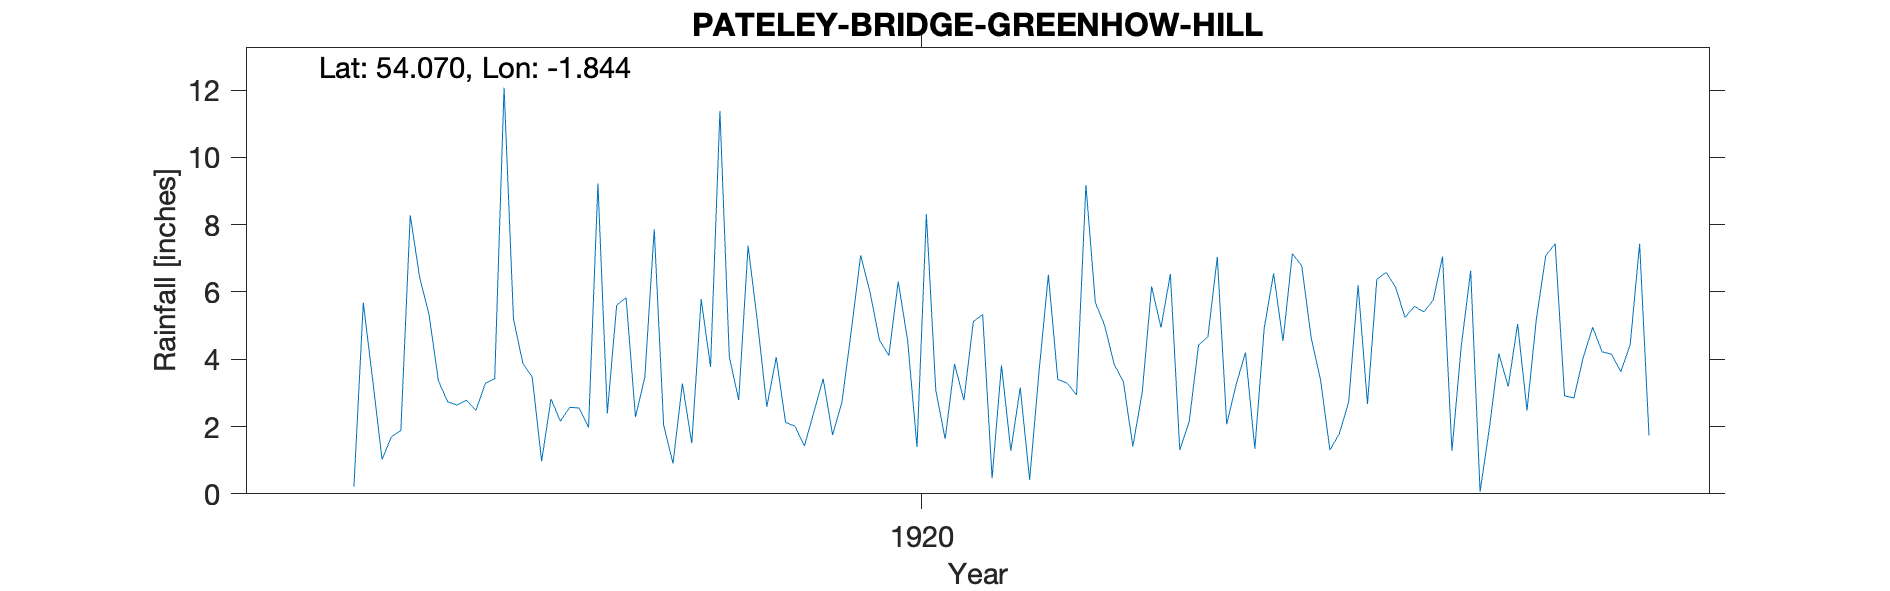 PATELEY-BRIDGE-GREENHOW-HILL
Lat: 54.070, Lon: -1.844
12
10
8
6
4
2
0
Rainfall [inches]
1920
Year